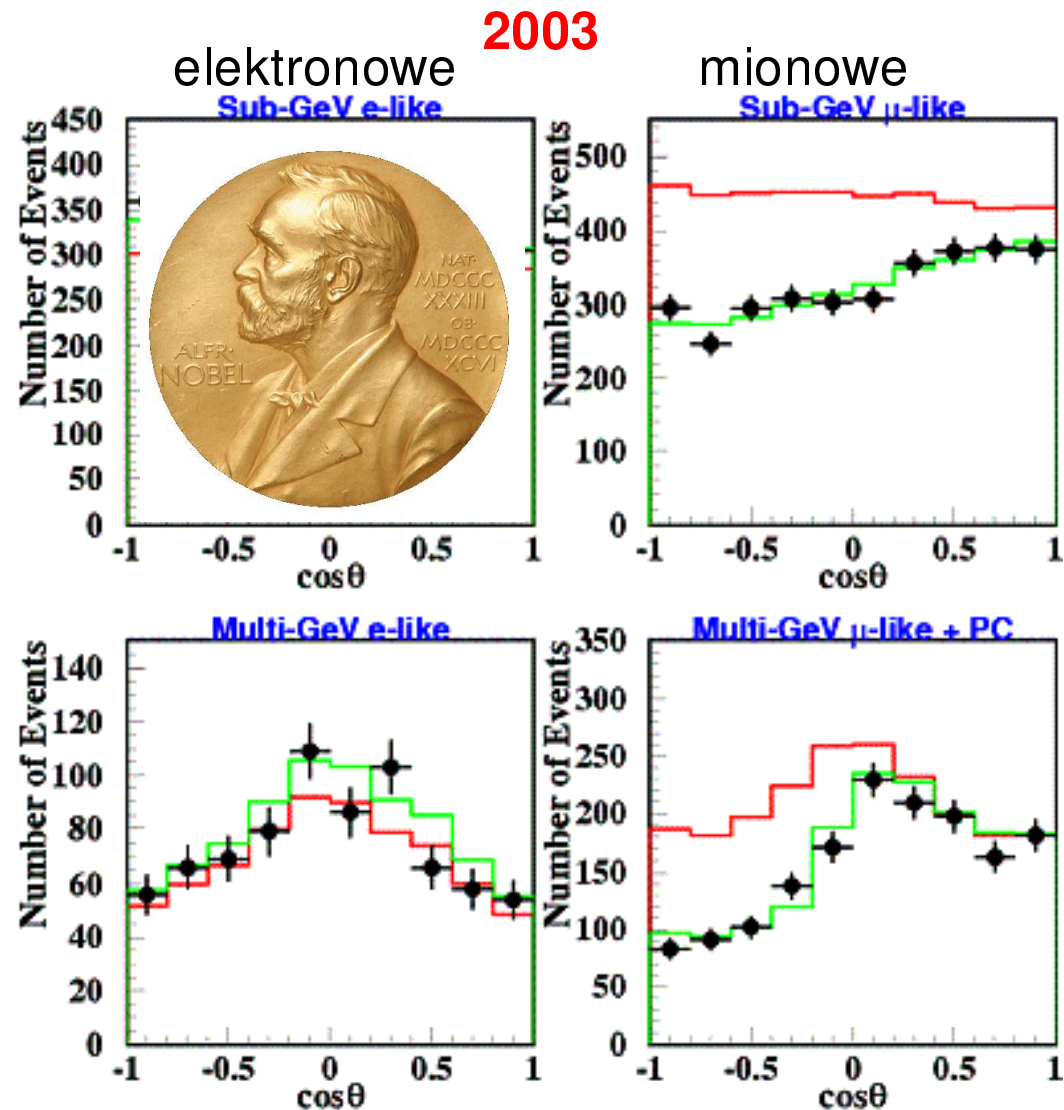 2003
elektronowe
mionowe
Sub-GeV e-like
Number of Events
450
400
350
300
250
200
150
100
50
0
-1 -0.5 0 0.5 1
cosθ
ALFR·
NOBEL
NAT·
MDCCC
XXXIII
OB·
MDCCC
XCVI
Sub-GeV μ-like
Number of Events
500
400
300
200
100
0
-1 -0.5 0 0.5 1
cosθ
Multi-GeV e-like
Number of Events
140
120
100
80
60
40
20
0
-1 -0.5 0 0.5 1
cosθ
Multi-GeV μ-like + PC
Number of Events
350
300
250
200
150
100
50
0
-1 -0.5 0 0.5 1
cosθ